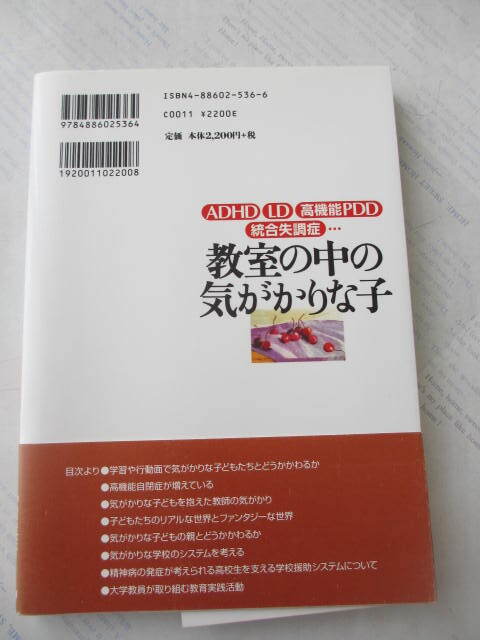 ISBN4-88602-536-6
C0011 ¥2200E
定価 本体2,200円+税
9784886025364
1920011022008
ADHD LD 高機能PDD
統合失調症…
教室の中の
気がかりな子
目次より●学習や行動面で気がかりな子どもたちとどうかかわるか
●高機能自閉症が増えている
●気がかりな子どもを抱えた教師の気がかり
●子どもたちのリアルな世界とファンタジーな世界
●気がかりな子どもの親とどうかかわるか
●気がかりな学校のシステムを考える
●精神病の発症が考えられる高校生を支える学校援助システムについて
●大学教員が取り組む教育実践活動